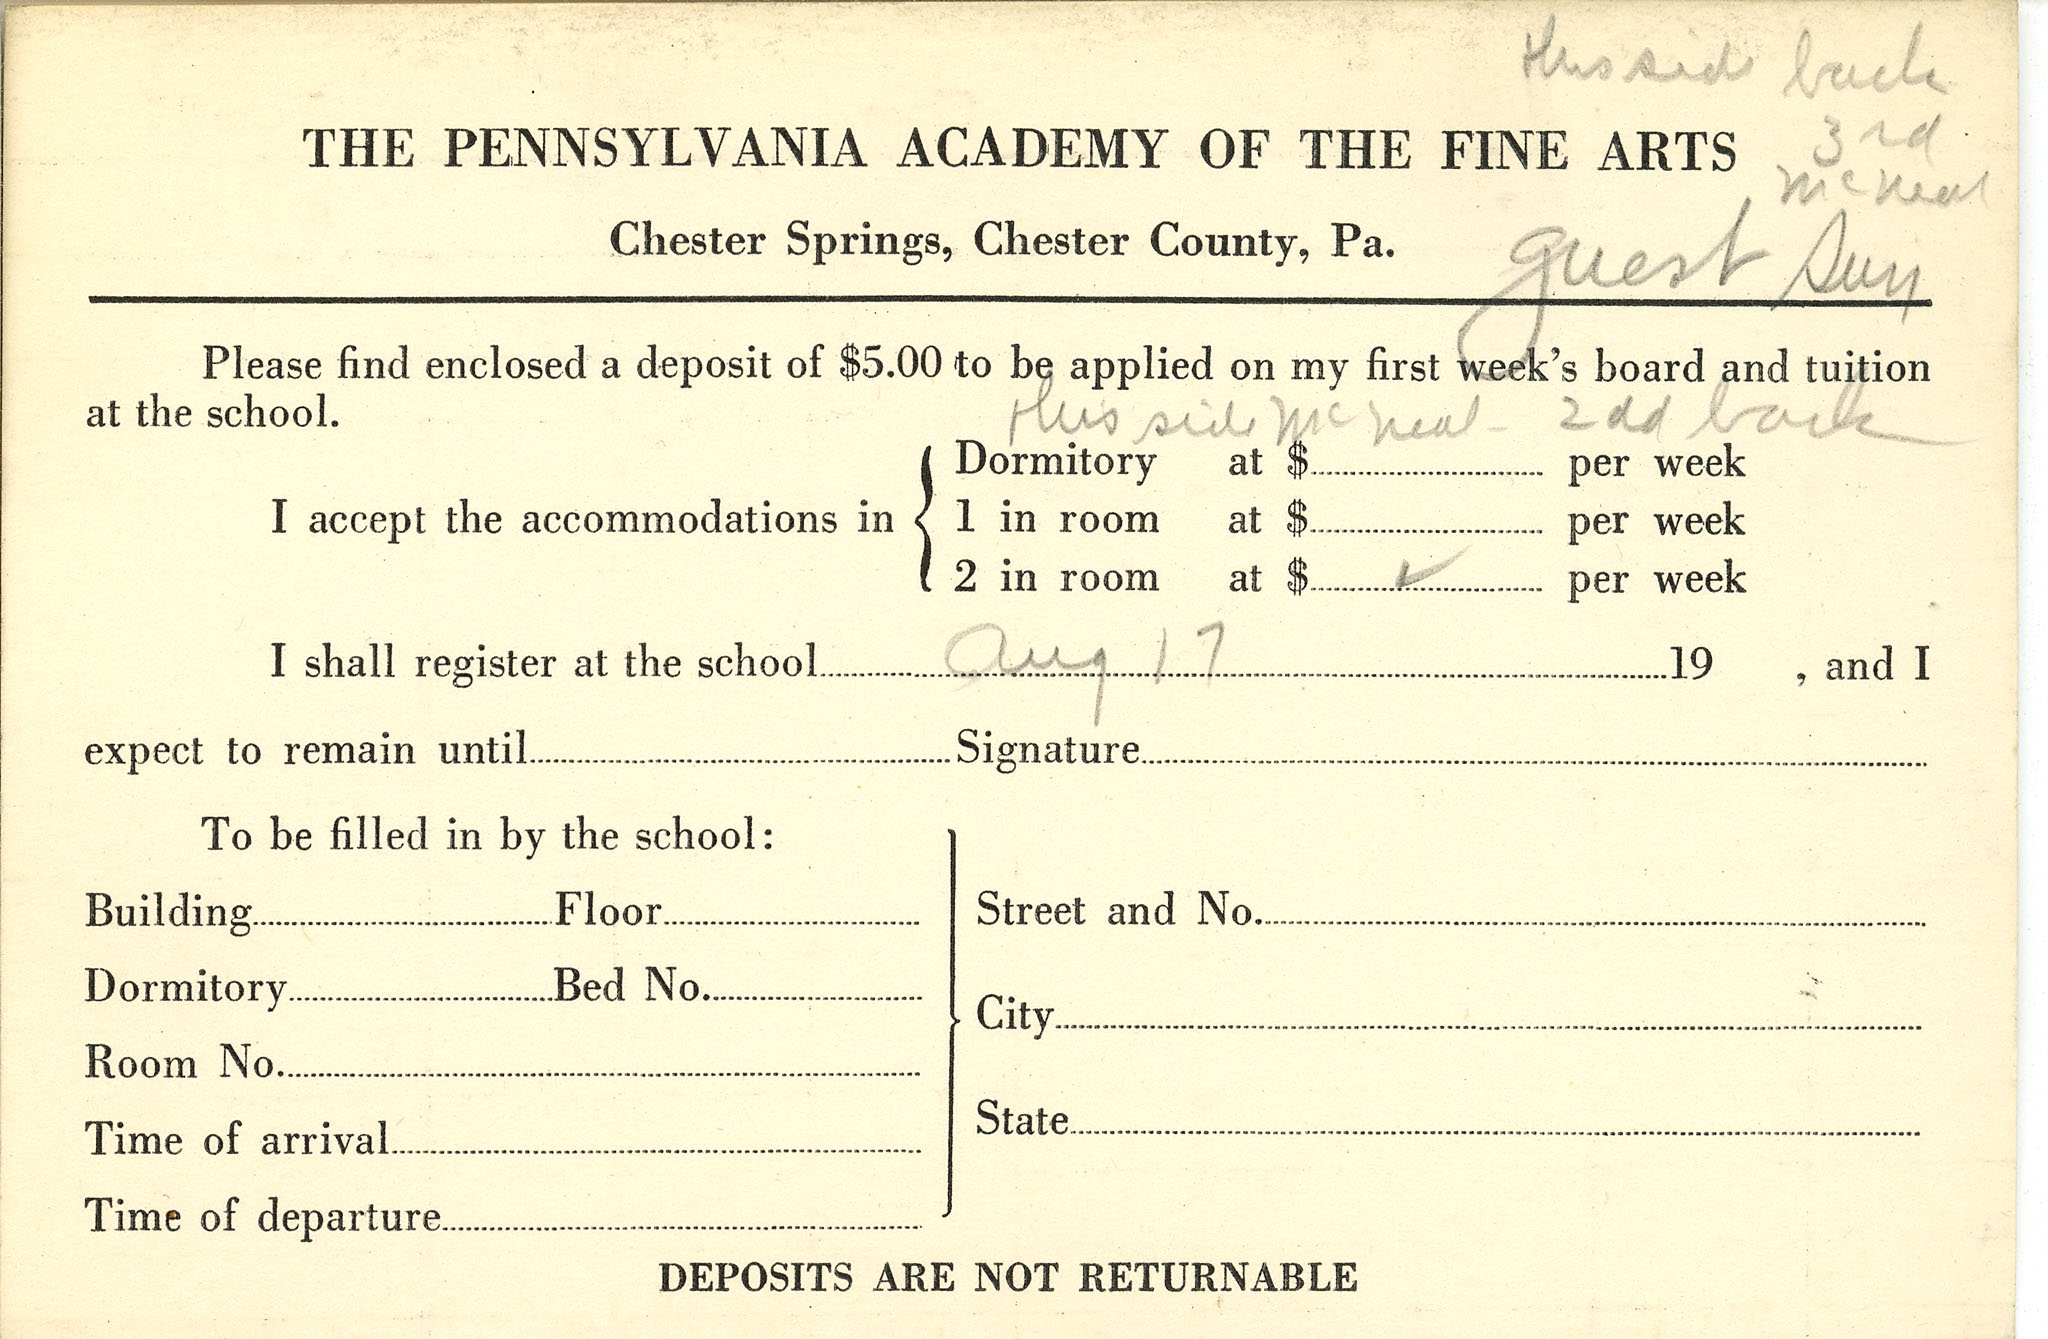 this side back
3rd
McNeal
THE PENNSYLVANIA ACADEMY OF THE FINE ARTS
Chester Springs, Chester County, Pa.
guest Sun
Please find enclosed a deposit of $5.00 to be applied on my first week's board and tuition
at the school.
this side McNeal - 2dd back
Dormitory at $ per week
I accept the accommodations in 1 in room at $ per week
2 in room at $ ✓ per week
I shall register at the school Aug 17 19 , and I
expect to remain until Signature
To be filled in by the school:
Building Floor
Street and No.
Dormitory Bed No.
City
Room No.
State
Time of arrival
Time of departure
DEPOSITS ARE NOT RETURNABLE